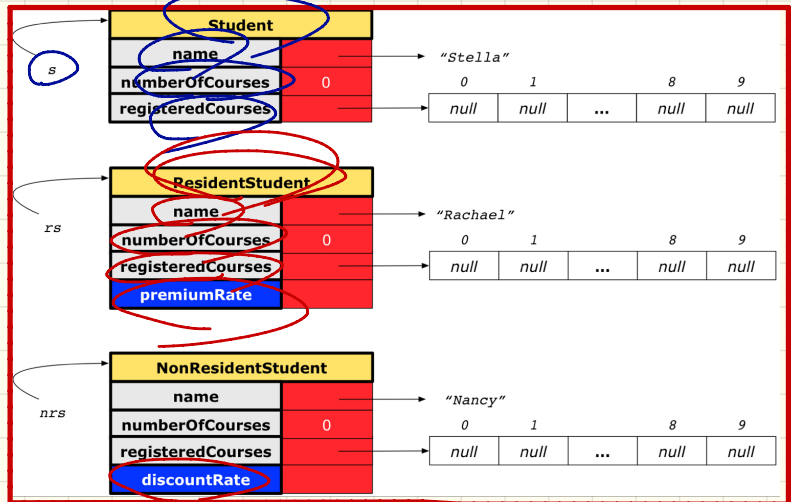 Student
s
name
"Stella"
numberOfCourses 0
0 1 8 9
registeredCourses
null null ... null null
ResidentStudent
rs
name
"Rachael"
numberOfCourses 0
0 1 8 9
registeredCourses
null null ... null null
premiumRate
NonResidentStudent
nrs
name
"Nancy"
numberOfCourses 0
0 1 8 9
registeredCourses
null null ... null null
discountRate